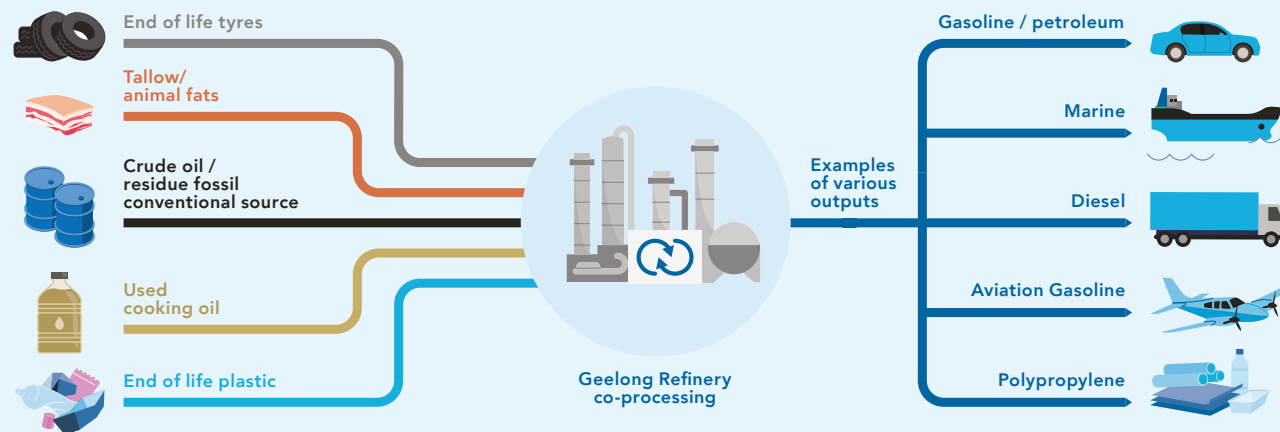 End of life tyres
Tallow/
animal fats
Crude oil /
residue fossil
conventional source
Used
cooking oil
End of life plastic
Geelong Refinery
co-processing
Examples
of various
outputs
Gasoline / petroleum
Marine
Diesel
Aviation Gasoline
Polypropylene